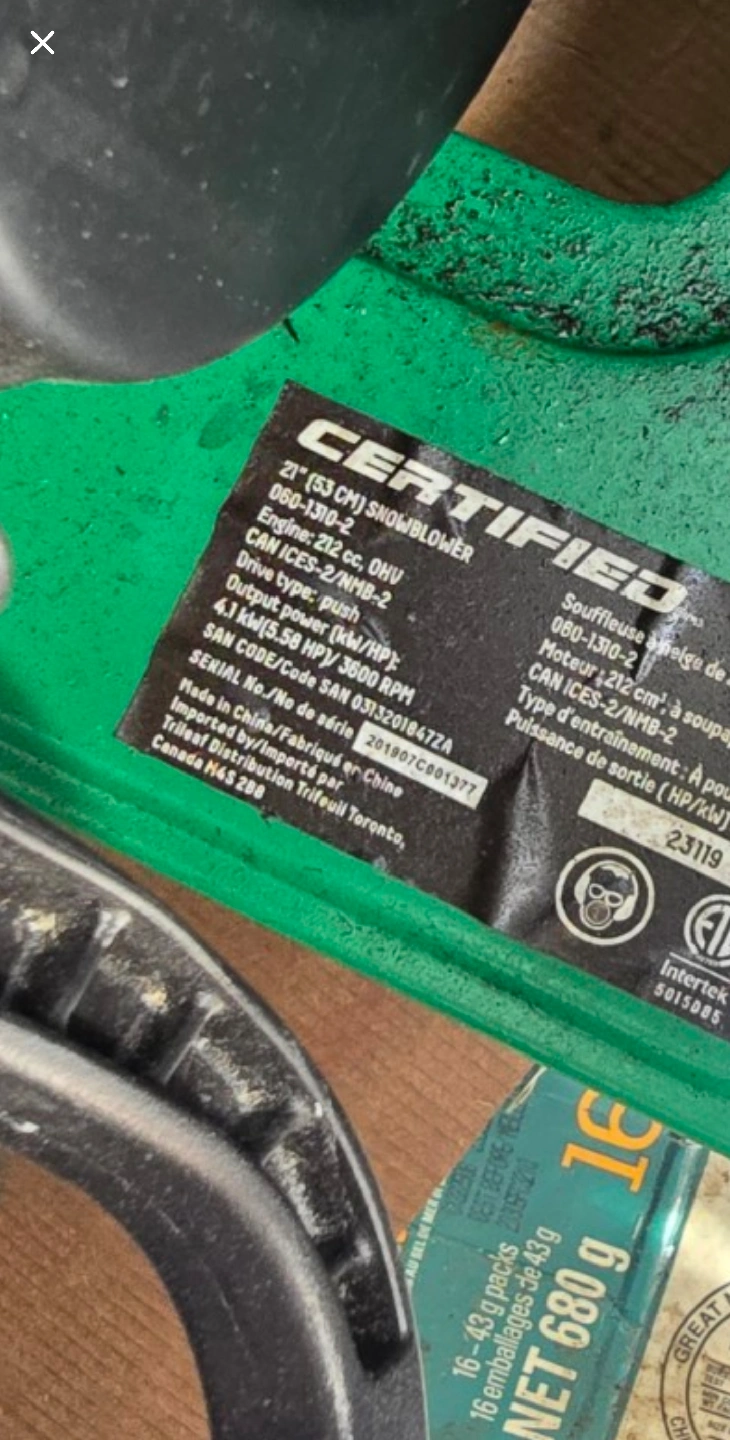 CERTIFIED
21" (53 CM) SNOWBLOWER
060-1310-2
Engine: 212 cc, OHV
CAN ICES-2/NMB-2
Drive type: push
Output power (kW/HP):
4.1 kW(5.58 HP)/ 3600 RPM
SAN CODE/Code SAN 0313201847ZA
SERIAL No./No de série 201907C001377
Made in China/Fabriqué en Chine
Imported by/Importé par
Trileaf Distribution Trifeuil Toronto,
Canada M4S 2B8
Souffleuse beige de
060-1310-2
Moteur : 212 cm³, à soupap
CAN ICES-2/NMB-2
Type d'entraînement : À pou
Puissance de sortie ( HP/kW)
23119
Intertek
5015085
16
16 - 43 g packs
16 emballages de 43 g
NET 680 g
GREAT